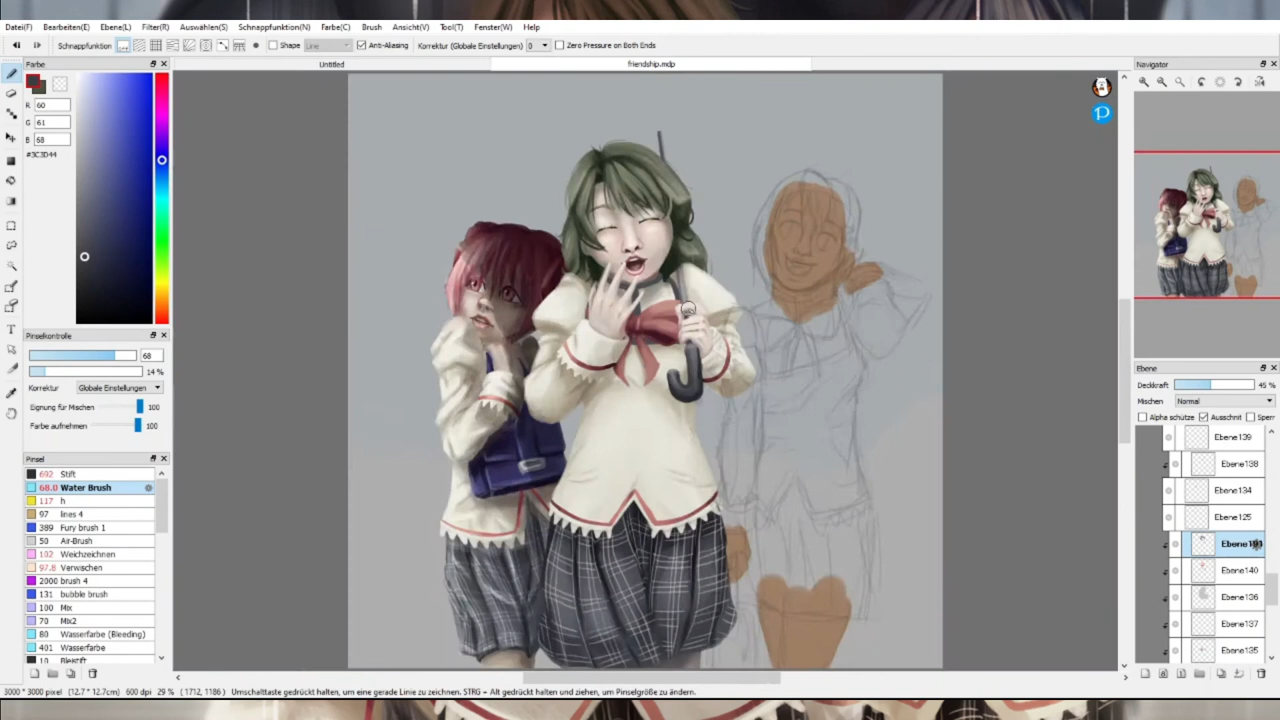 Datei(F) Bearbeiten(E) Ebene(L) Filter(R) Auswählen(S) Schnappfunktion(N) Farbe(C) Brush Ansicht(V) Tool(T) Fenster(W) Help
Schnappfunktion Shape Line Anti-Aliasing Korrektur (Globale Einstellungen) 0 Zero Pressure on Both Ends
Farbe Untitled friendship.mdp Navigator
R 60
G 61
B 68
#3C3D44
Pinselkontrolle
68
14 %
Korrektur Globale Einstellungen
Eignung für Mischen 100
Farbe aufnehmen 100
Pinsel
692 Stift
68.0 Water Brush
117 h
97 lines 4
389 Fury brush 1
50 Air-Brush
102 Weichzeichnen
97.8 Verwischen
2000 brush 4
131 bubble brush
100 Mix
70 Mix2
80 Wasserfarbe (Bleeding)
401 Wasserfarbe
10 Bleistift
Ebene
Deckkraft 45 %
Mischen Normal
Alpha schütze Ausschnit Sperr
Ebene139
Ebene138
Ebene134
Ebene125
Ebene140
Ebene136
Ebene137
Ebene135
3000 * 3000 pixel (12.7 * 12.7cm) 600 dpi 29 % ( 1712, 1186 ) Umschalttaste gedrückt halten, um eine gerade Linie zu zeichnen. STRG + Alt gedrückt halten und ziehen, um Pinselgröße zu ändern.